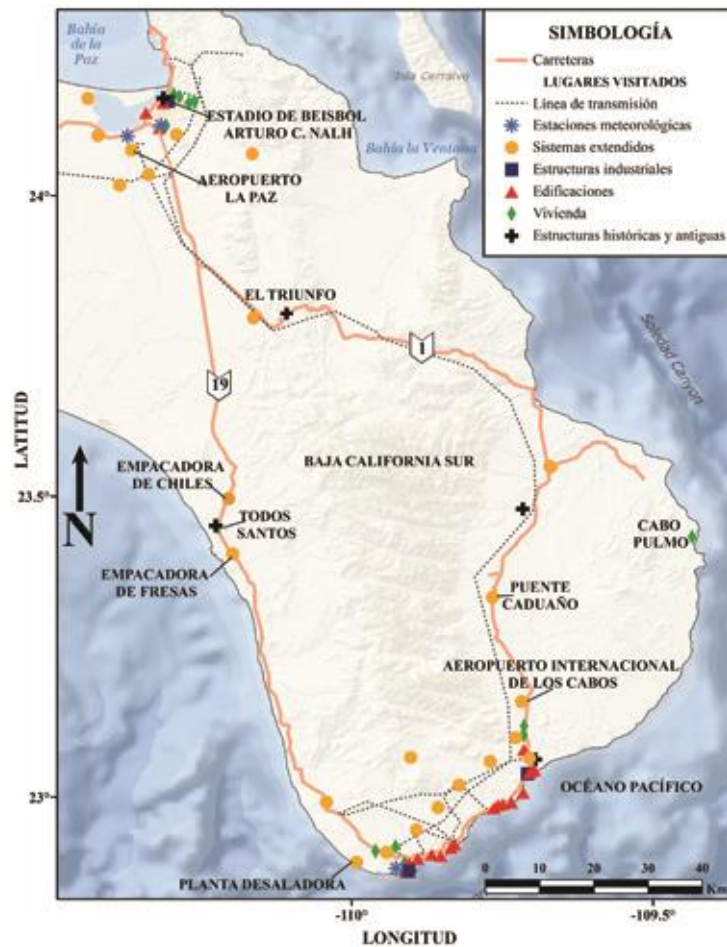 Bahía
de la
Paz
Isla Cerralvo
Bahía la Ventana
SIMBOLOGÍA
Carreteras
LUGARES VISITADOS
Línea de transmisión
Estaciones meteorológicas
Sistemas extendidos
Estructuras industriales
Edificaciones
Vivienda
Estructuras históricas y antiguas
ESTADIO DE BEISBOL
ARTURO C. NALH
AEROPUERTO
LA PAZ
24°
EL TRIUNFO
1
19
Soledad Canyon
LATITUD
N
BAJA CALIFORNIA SUR
EMPACADORA
DE CHILES
23.5°
TODOS
SANTOS
EMPACADORA
DE FRESAS
CABO
PULMO
PUENTE
CADUAÑO
AEROPUERTO INTERNACIONAL
DE LOS CABOS
OCÉANO PACÍFICO
23°
PLANTA DESALADORA
0 10 20 30 40
Km
-110°
-109.5°
LONGITUD